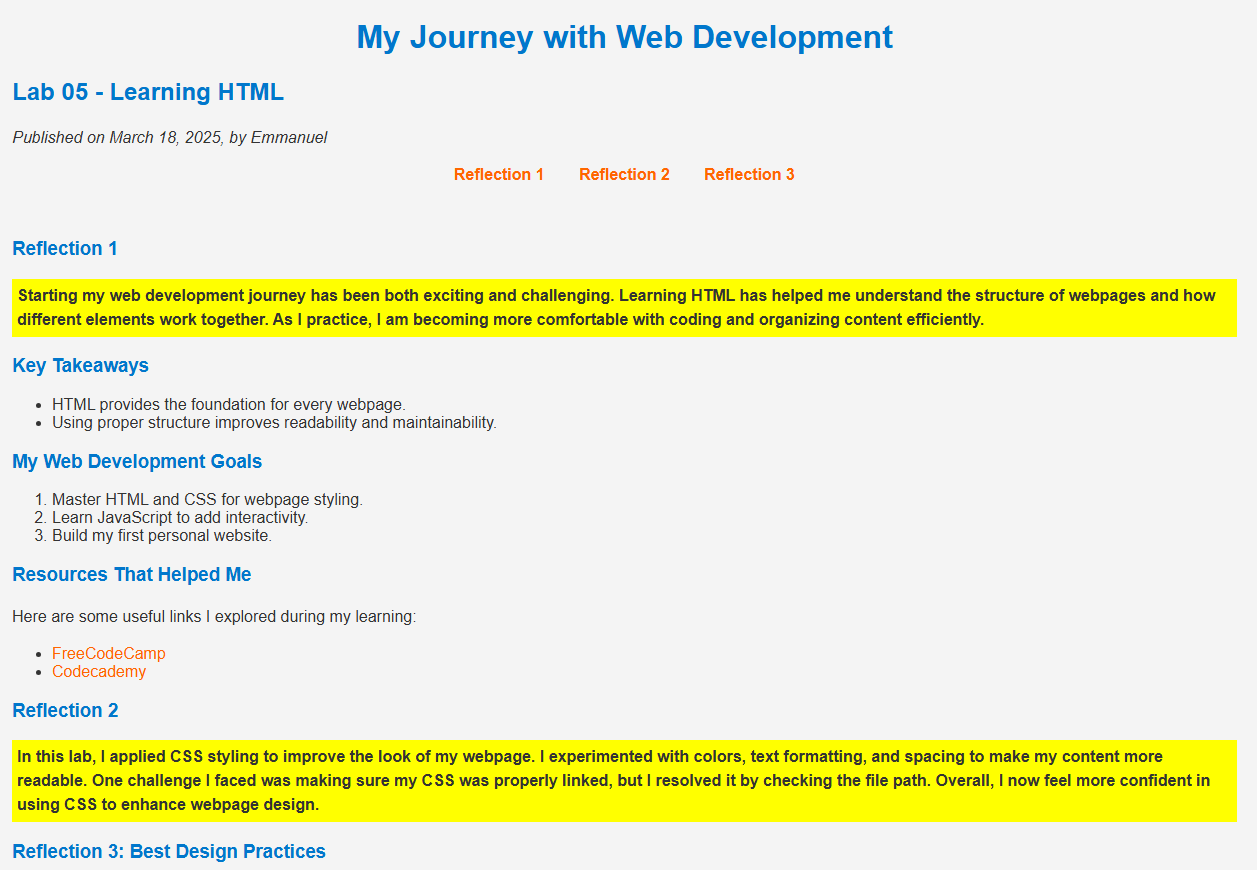 My Journey with Web Development
Lab 05 - Learning HTML
Published on March 18, 2025, by Emmanuel
Reflection 1 Reflection 2 Reflection 3
Reflection 1
Starting my web development journey has been both exciting and challenging. Learning HTML has helped me understand the structure of webpages and how
different elements work together. As I practice, I am becoming more comfortable with coding and organizing content efficiently.
Key Takeaways
• HTML provides the foundation for every webpage.
• Using proper structure improves readability and maintainability.
My Web Development Goals
1. Master HTML and CSS for webpage styling.
2. Learn JavaScript to add interactivity.
3. Build my first personal website.
Resources That Helped Me
Here are some useful links I explored during my learning:
• FreeCodeCamp
• Codecademy
Reflection 2
In this lab, I applied CSS styling to improve the look of my webpage. I experimented with colors, text formatting, and spacing to make my content more
readable. One challenge I faced was making sure my CSS was properly linked, but I resolved it by checking the file path. Overall, I now feel more confident in
using CSS to enhance webpage design.
Reflection 3: Best Design Practices